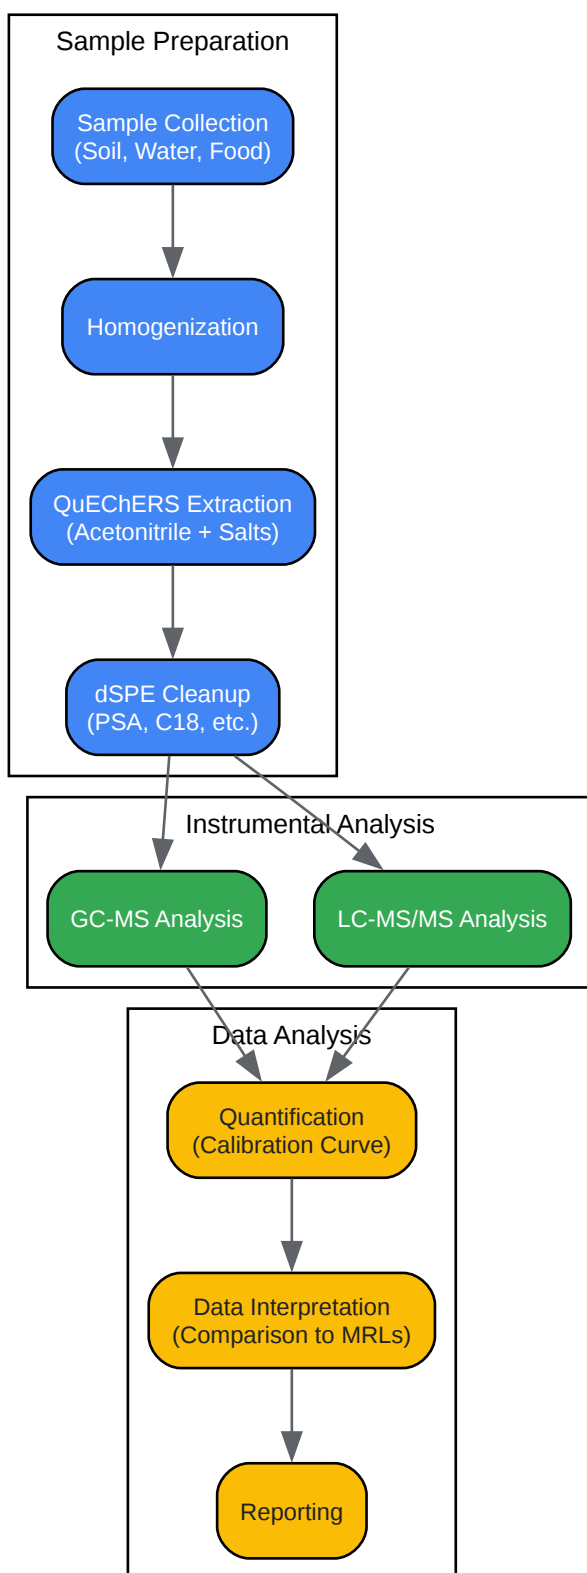 Sample Preparation
Sample Collection
(Soil, Water, Food)
Homogenization
QuEChERS Extraction
(Acetonitrile + Salts)
dSPE Cleanup
(PSA, C18, etc.)
Instrumental Analysis
GC-MS Analysis
LC-MS/MS Analysis
Data Analysis
Quantification
(Calibration Curve)
Data Interpretation
(Comparison to MRLs)
Reporting